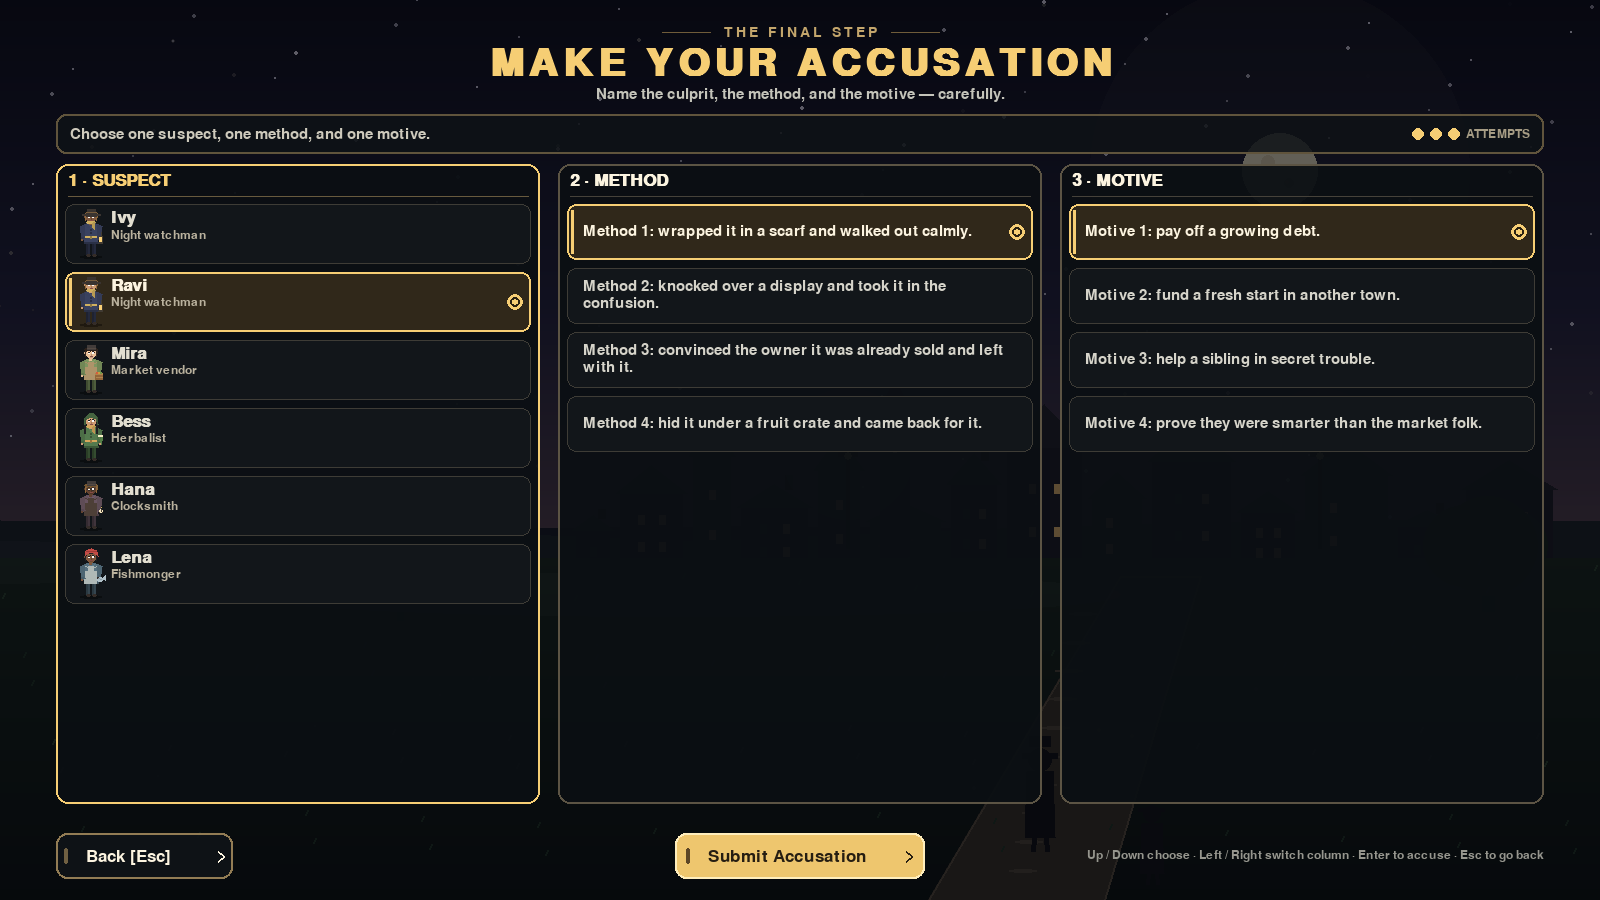 THE FINAL STEP
MAKE YOUR ACCUSATION
Name the culprit, the method, and the motive — carefully.
Choose one suspect, one method, and one motive.
ATTEMPTS
1 · SUSPECT
Ivy
Night watchman
Ravi
Night watchman
Mira
Market vendor
Bess
Herbalist
Hana
Clocksmith
Lena
Fishmonger
2 · METHOD
Method 1: wrapped it in a scarf and walked out calmly.
Method 2: knocked over a display and took it in the
confusion.
Method 3: convinced the owner it was already sold and left
with it.
Method 4: hid it under a fruit crate and came back for it.
3 · MOTIVE
Motive 1: pay off a growing debt.
Motive 2: fund a fresh start in another town.
Motive 3: help a sibling in secret trouble.
Motive 4: prove they were smarter than the market folk.
Back [Esc] >
Submit Accusation >
Up / Down choose · Left / Right switch column · Enter to accuse · Esc to go back